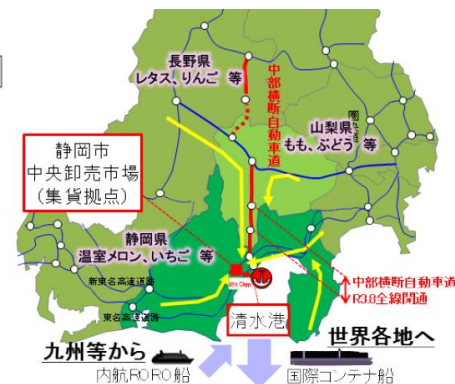 長野県
レタス、りんご 等
中部横断自動車道
山梨県
もも、ぶどう 等
静岡市
中央卸売市場
(集貨拠点)
静岡県
温室メロン、いちご 等
新東名高速道路
東名高速道路
中部横断自動車道
R3.8全線開通
清水港
九州等から
内航RORO船
世界各地へ
国際コンテナ船